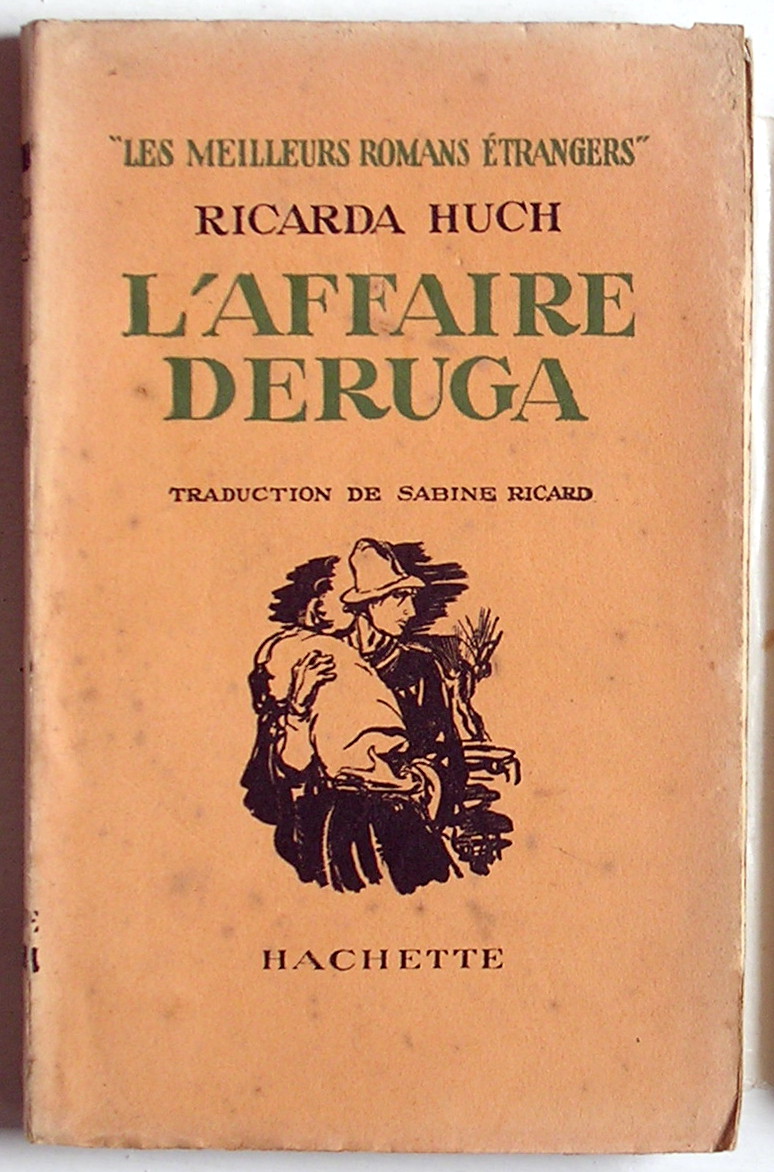 "LES MEILLEURS ROMANS ÉTRANGERS"
RICARDA HUCH
L'AFFAIRE
DERUGA
TRADUCTION DE SABINE RICARD
HACHETTE